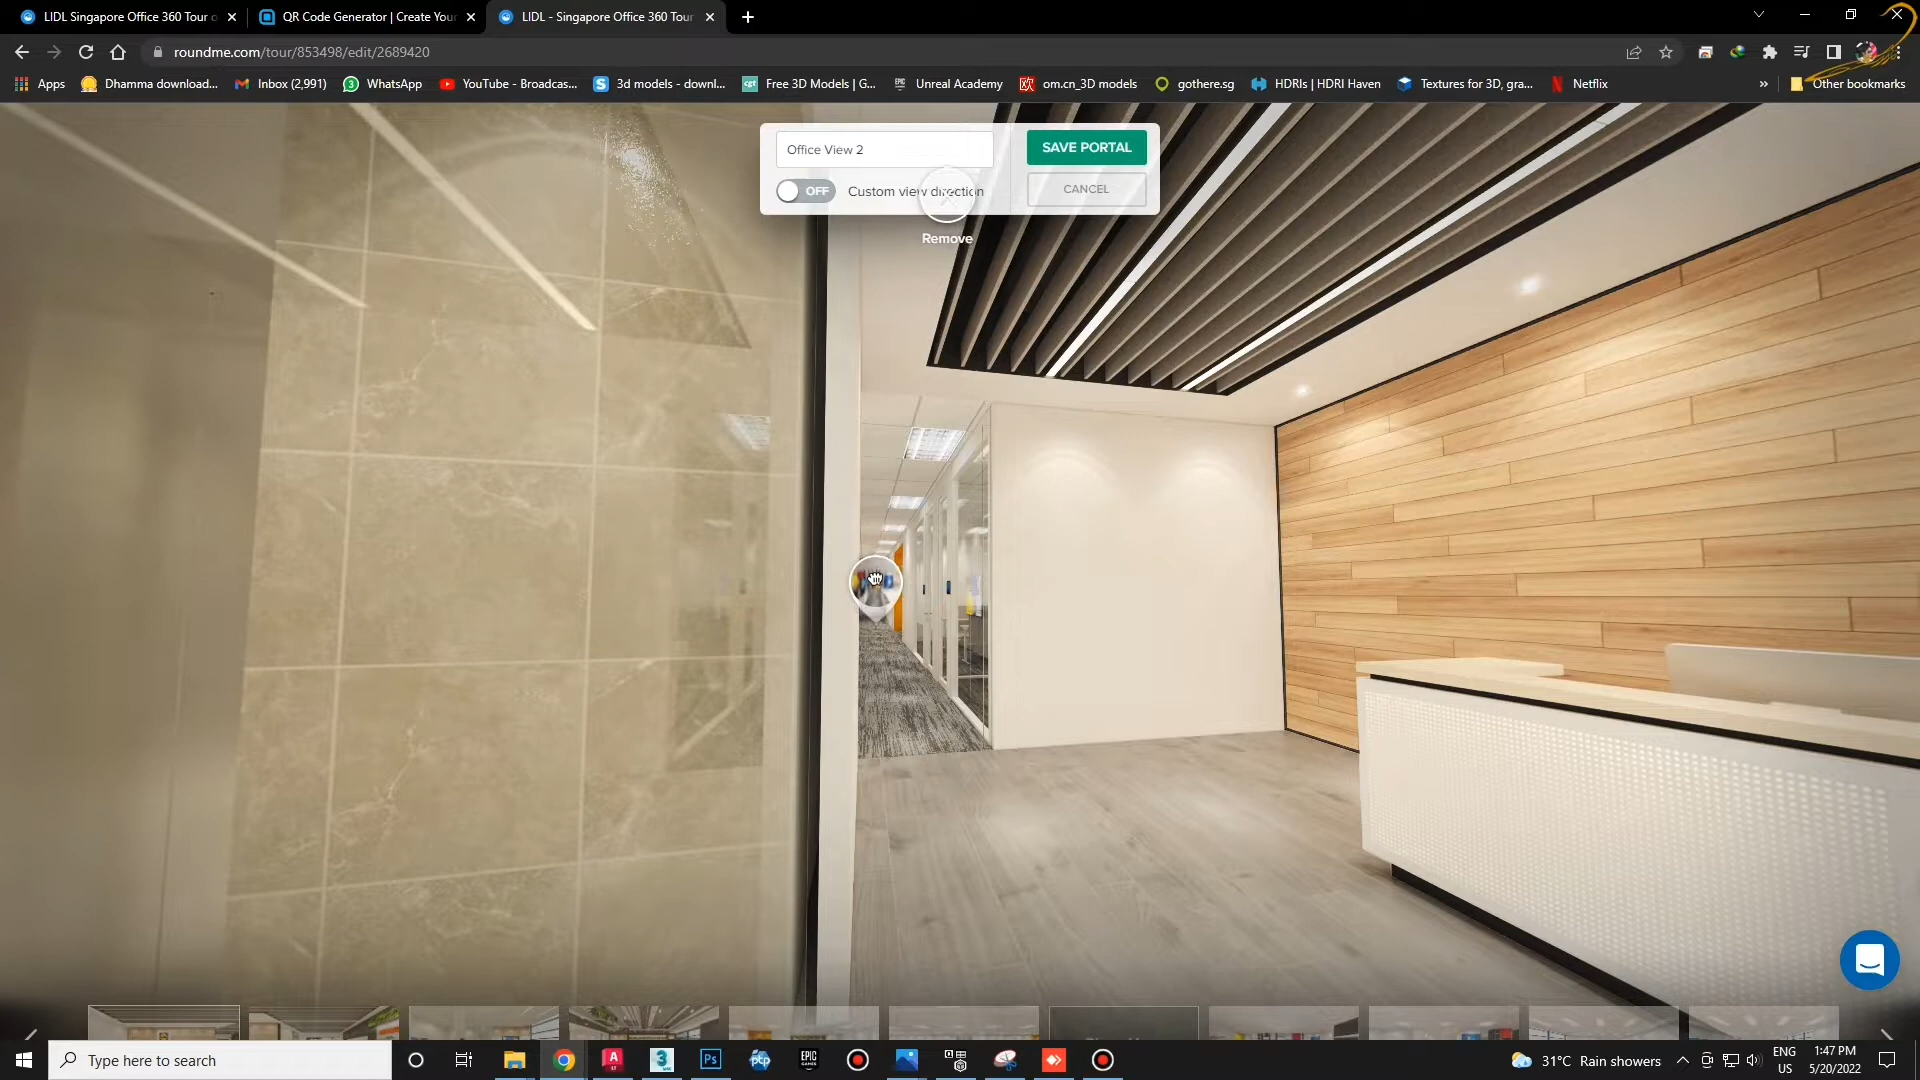 LIDL Singapore Office 360 Tour o
QR Code Generator | Create Your
LIDL - Singapore Office 360 Tour
roundme.com/tour/853498/edit/2689420
Apps
Dhamma download...
Inbox (2,991)
WhatsApp
YouTube - Broadcas...
3d models - downl...
Free 3D Models | G...
Unreal Academy
om.cn_3D models
gothere.sg
HDRIs | HDRI Haven
Textures for 3D, gra...
Netflix
»
Other bookmarks
Office View 2
SAVE PORTAL
OFF
Custom view direction
CANCEL
Remove
Type here to search
31°C Rain showers
ENG
US
1:47 PM
5/20/2022